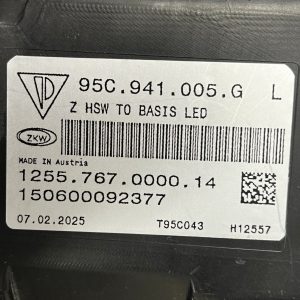 95C.941.005.G L
Z HSW TO BASIS LED
ZKW
MADE IN Austria
1255.767.0000.14
150600092377
07.02.2025 T95C043 H12557